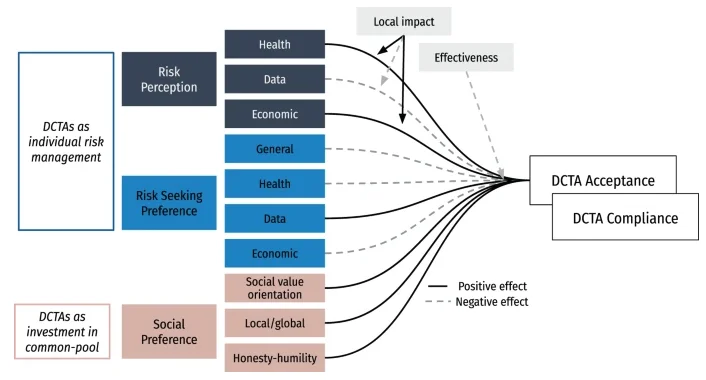 Local impact
Effectiveness
DCTAs as
individual risk
management
Risk
Perception
Health
Data
Economic
Risk Seeking
Preference
General
Health
Data
Economic
DCTAs as
investment in
common-pool
Social
Preference
Social value
orientation
Local/global
Honesty-humility
DCTA Acceptance
DCTA Compliance
Positive effect
Negative effect